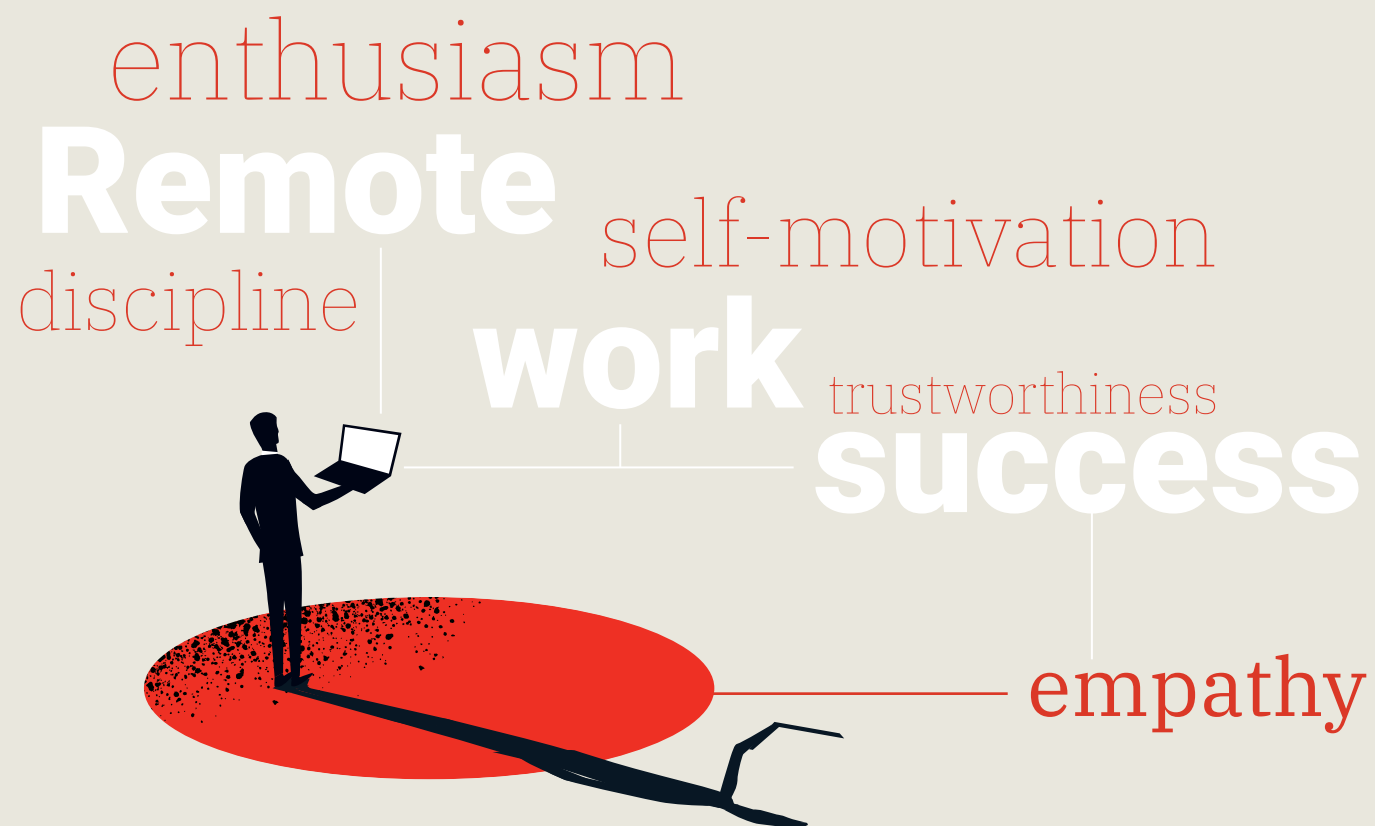 enthusiasm
Remote
self-motivation
discipline
work
trustworthiness
success
empathy